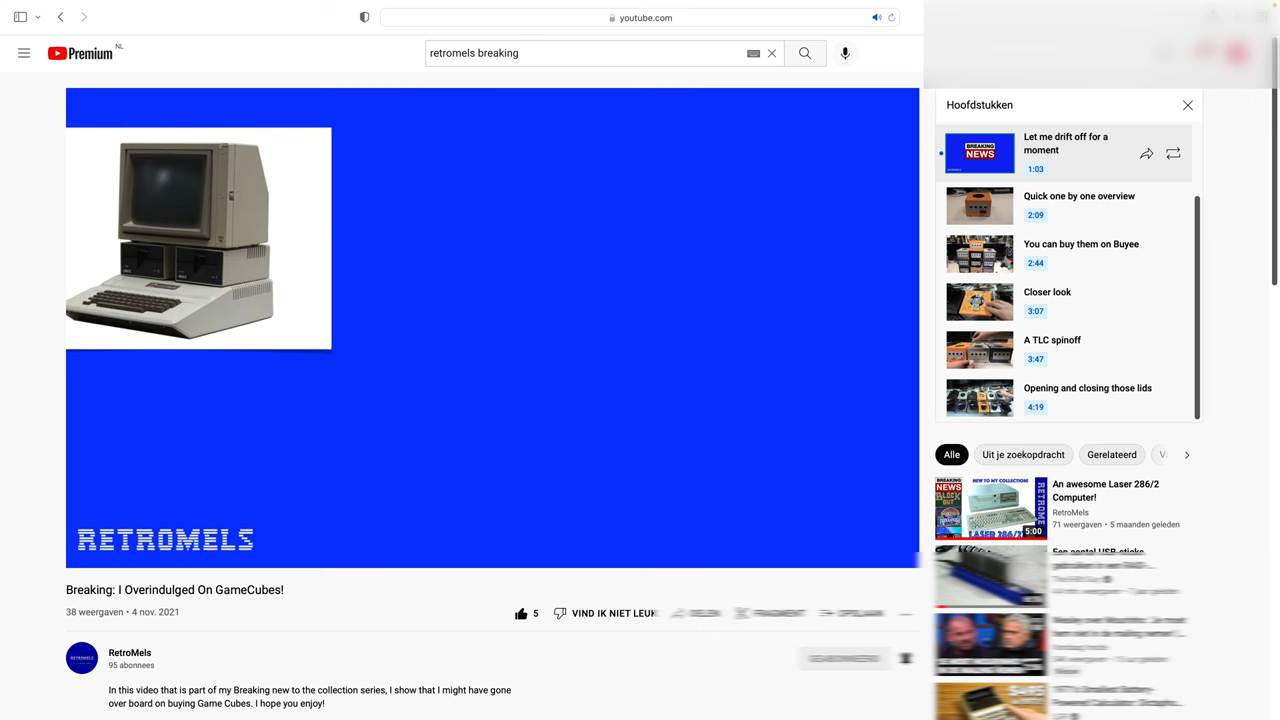 youtube.com
Premium NL
retromels breaking
RETROMELS
Breaking: I Overindulged On GameCubes!
38 weergaven • 4 nov. 2021
5
VIND IK NIET LEUK
RetroMels
95 abonnees
In this video that is part of my Breaking new to the collection series, I show that I might have gone
over board on buying Game Cubes. I hope you enjoy!
Hoofdstukken
BREAKING
NEWS
Let me drift off for a
moment
1:03
Quick one by one overview
2:09
You can buy them on Buyee
2:44
Closer look
3:07
A TLC spinoff
3:47
Opening and closing those lids
4:19
Alle
Uit je zoekopdracht
Gerelateerd
BREAKING
NEWS
BLOCK
OUT
NEW TO MY COLLECTION!
LASER 286/2
5:00
An awesome Laser 286/2
Computer!
RetroMels
71 weergaven • 5 maanden geleden